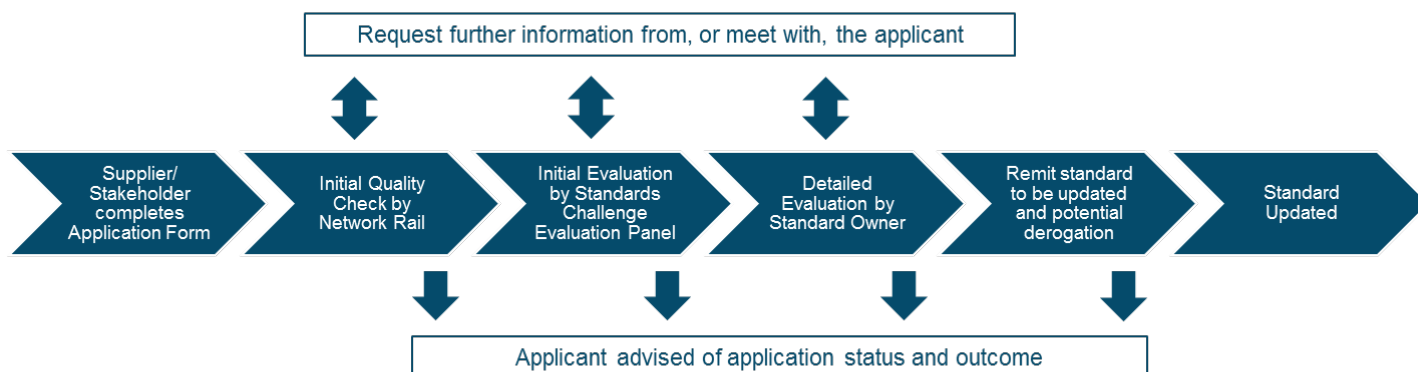 Request further information from, or meet with, the applicant
Supplier/
Stakeholder
completes
Application Form
Initial Quality
Check by
Network Rail
Initial Evaluation
by Standards
Challenge
Evaluation Panel
Detailed
Evaluation by
Standard Owner
Remit standard
to be updated
and potential
derogation
Standard
Updated
Applicant advised of application status and outcome